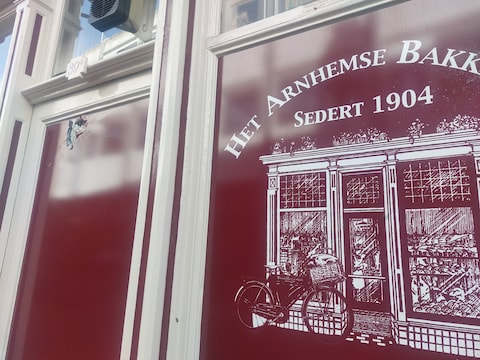 HET ARNHEMSE BAKK
SEDERT 1904